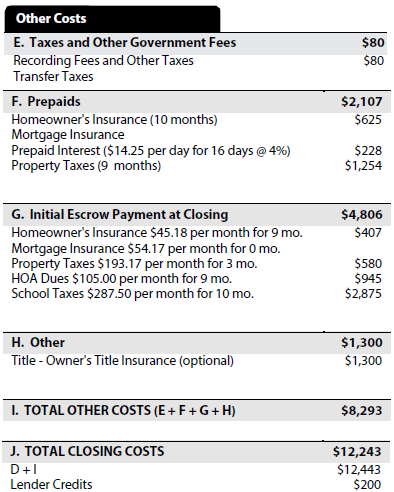 Other Costs
E. Taxes and Other Government Fees $80
Recording Fees and Other Taxes $80
Transfer Taxes
F. Prepaids $2,107
Homeowner's Insurance (10 months) $625
Mortgage Insurance
Prepaid Interest ($14.25 per day for 16 days @ 4%) $228
Property Taxes (9 months) $1,254
G. Initial Escrow Payment at Closing $4,806
Homeowner's Insurance $45.18 per month for 9 mo. $407
Mortgage Insurance $54.17 per month for 0 mo.
Property Taxes $193.17 per month for 3 mo. $580
HOA Dues $105.00 per month for 9 mo. $945
School Taxes $287.50 per month for 10 mo. $2,875
H. Other $1,300
Title - Owner's Title Insurance (optional) $1,300
I. TOTAL OTHER COSTS (E + F + G + H) $8,293
J. TOTAL CLOSING COSTS $12,243
D + I $12,443
Lender Credits $200